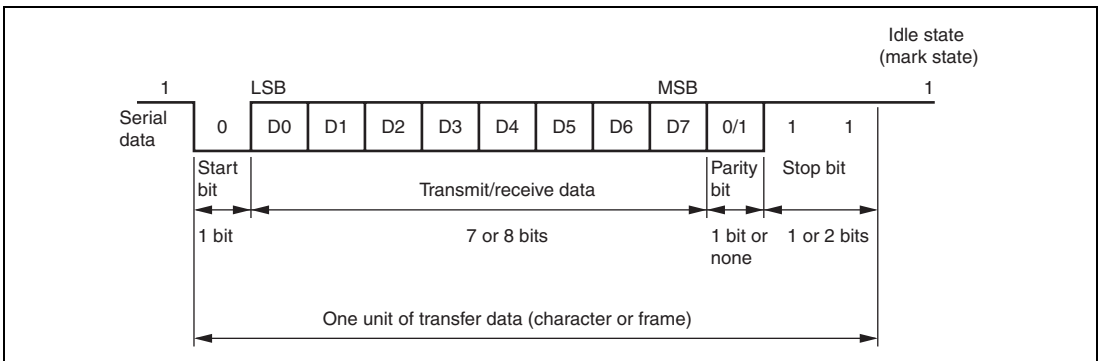 Idle state
(mark state)
1 LSB MSB 1
Serial
data
0 D0 D1 D2 D3 D4 D5 D6 D7 0/1 1 1
Start
bit
Transmit/receive data
Parity
bit
Stop bit
1 bit
7 or 8 bits
1 bit or
none
1 or 2 bits
One unit of transfer data (character or frame)